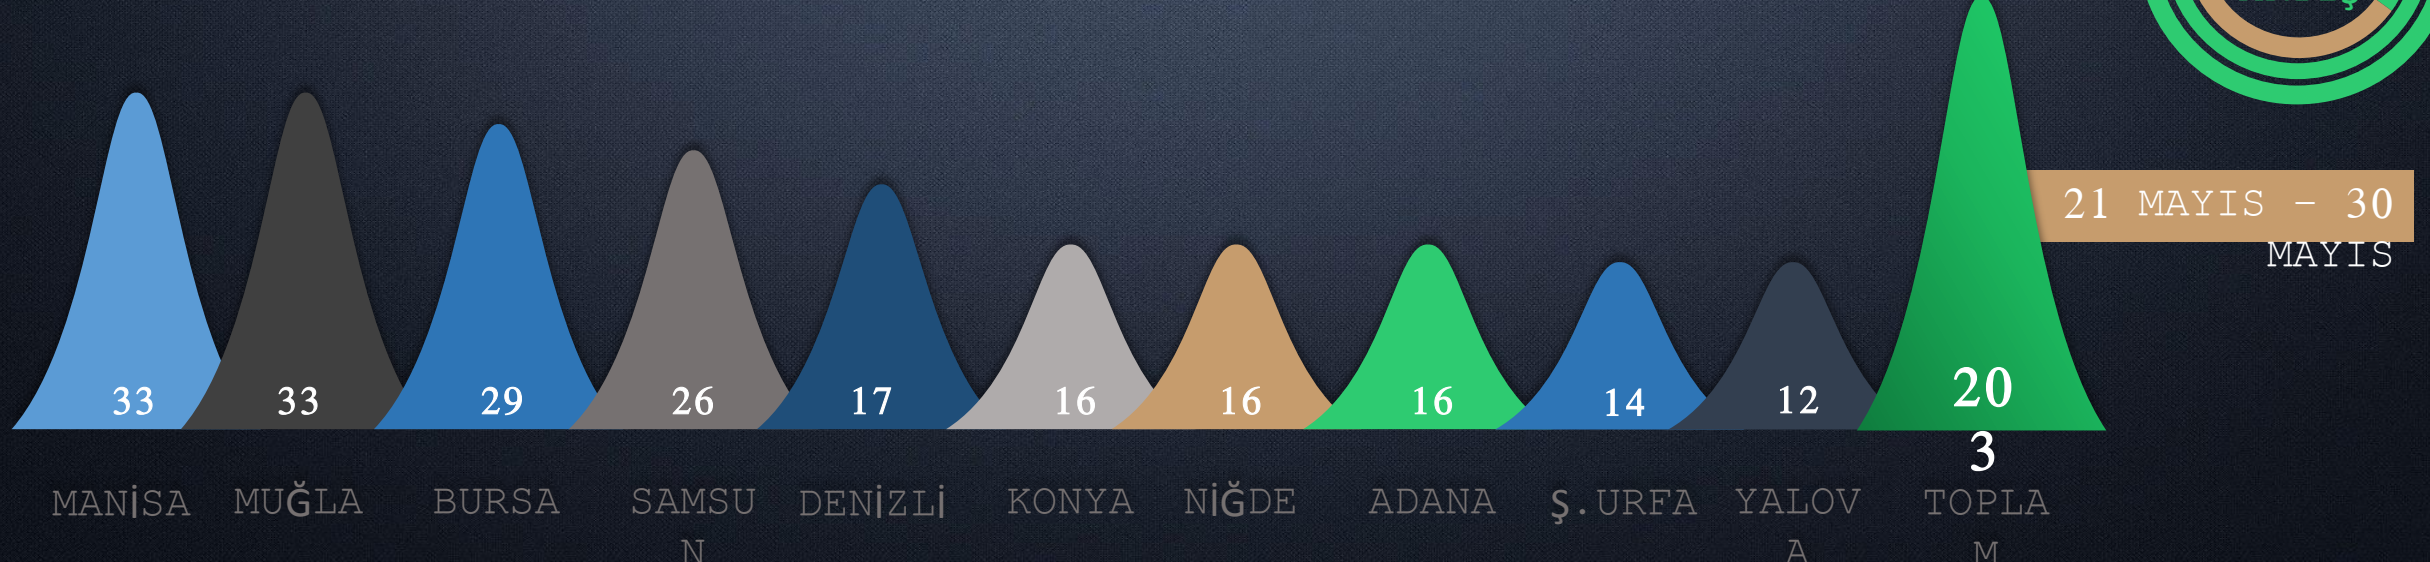 21 MAYIS – 30
MAYIS
33 33 29 26 17 16 16 16 14 12 20
3
MANİSA MUĞLA BURSA SAMSU DENİZLİ KONYA NİĞDE ADANA Ş.URFA YALOV TOPLA
N A M